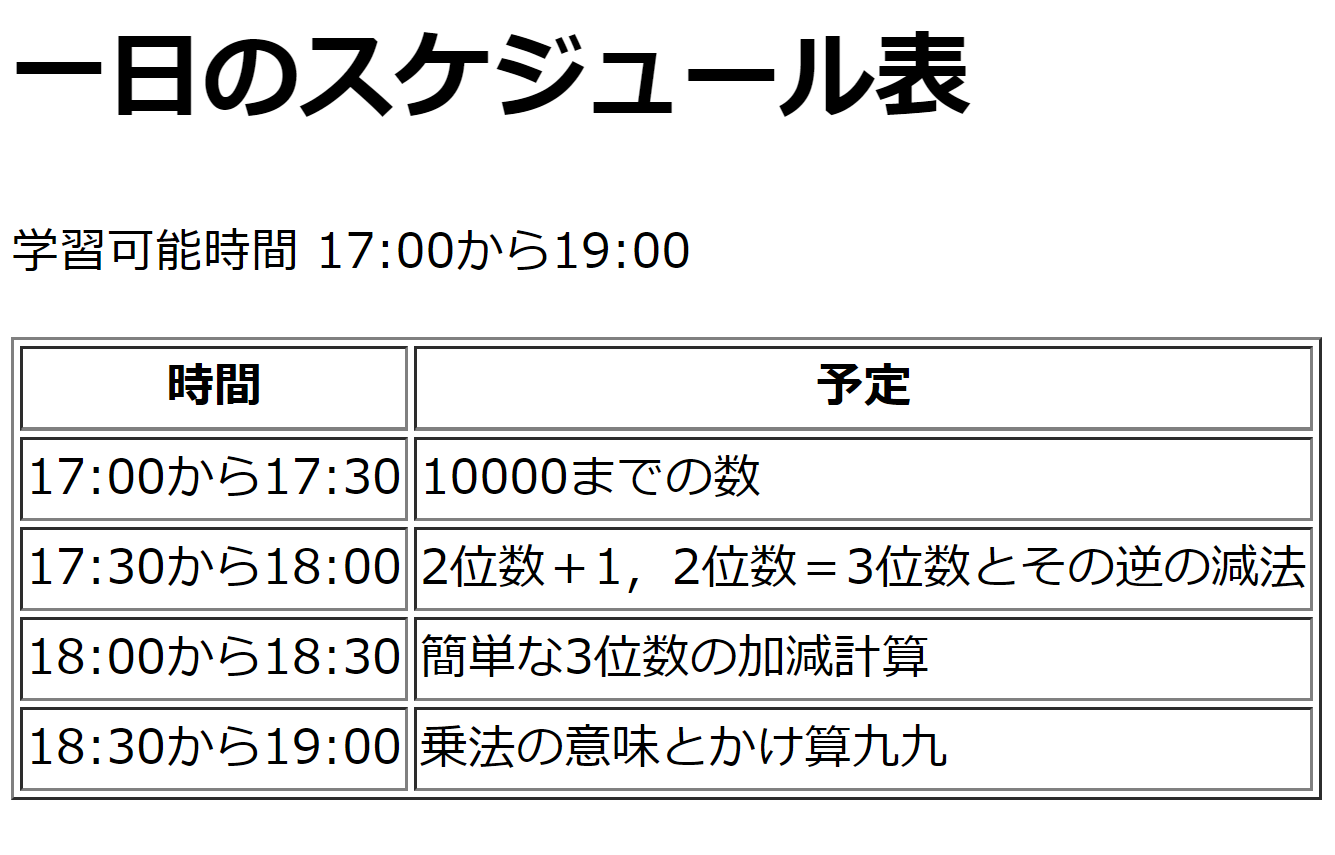 一日のスケジュール表
学習可能時間 17:00から19:00
時間 予定
17:00から17:30 10000までの数
17:30から18:00 2位数＋1，2位数＝3位数とその逆の減法
18:00から18:30 簡単な3位数の加減計算
18:30から19:00 乗法の意味とかけ算九九